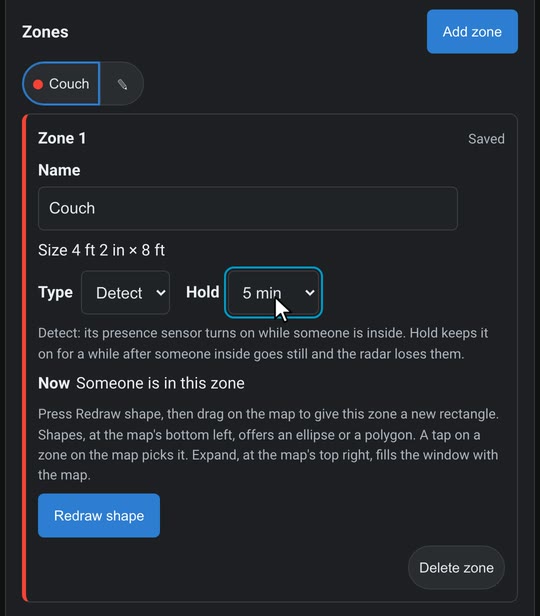 Zones
Add zone
Couch
Zone 1
Saved
Name
Couch
Size 4 ft 2 in × 8 ft
Type Detect Hold 5 min
Detect: its presence sensor turns on while someone is inside. Hold keeps it
on for a while after someone inside goes still and the radar loses them.
Now Someone is in this zone
Press Redraw shape, then drag on the map to give this zone a new rectangle.
Shapes, at the map's bottom left, offers an ellipse or a polygon. A tap on a
zone on the map picks it. Expand, at the map's top right, fills the window with
the map.
Redraw shape
Delete zone